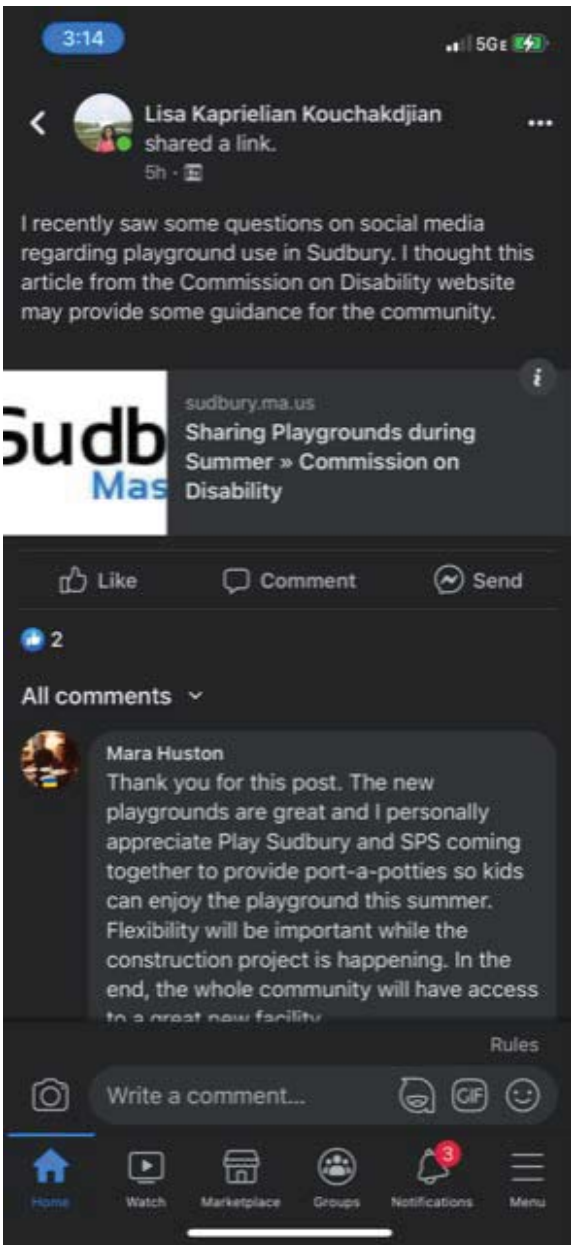 3:14
5GE
Lisa Kaprielian Kouchakdjian
shared a link.
5h ·
I recently saw some questions on social media
regarding playground use in Sudbury. I thought this
article from the Commission on Disability website
may provide some guidance for the community.
Sudb
Mas
sudbury.ma.us
Sharing Playgrounds during
Summer » Commission on
Disability
Like
Comment
Send
2
All comments
Mara Huston
Thank you for this post. The new
playgrounds are great and I personally
appreciate Play Sudbury and SPS coming
together to provide port-a-potties so kids
can enjoy the playground this summer.
Flexibility will be important while the
construction project is happening. In the
end, the whole community will have access
to a great new facility
Rules
Write a comment...
GIF
3
Home
Watch
Marketplace
Groups
Notifications
Menu